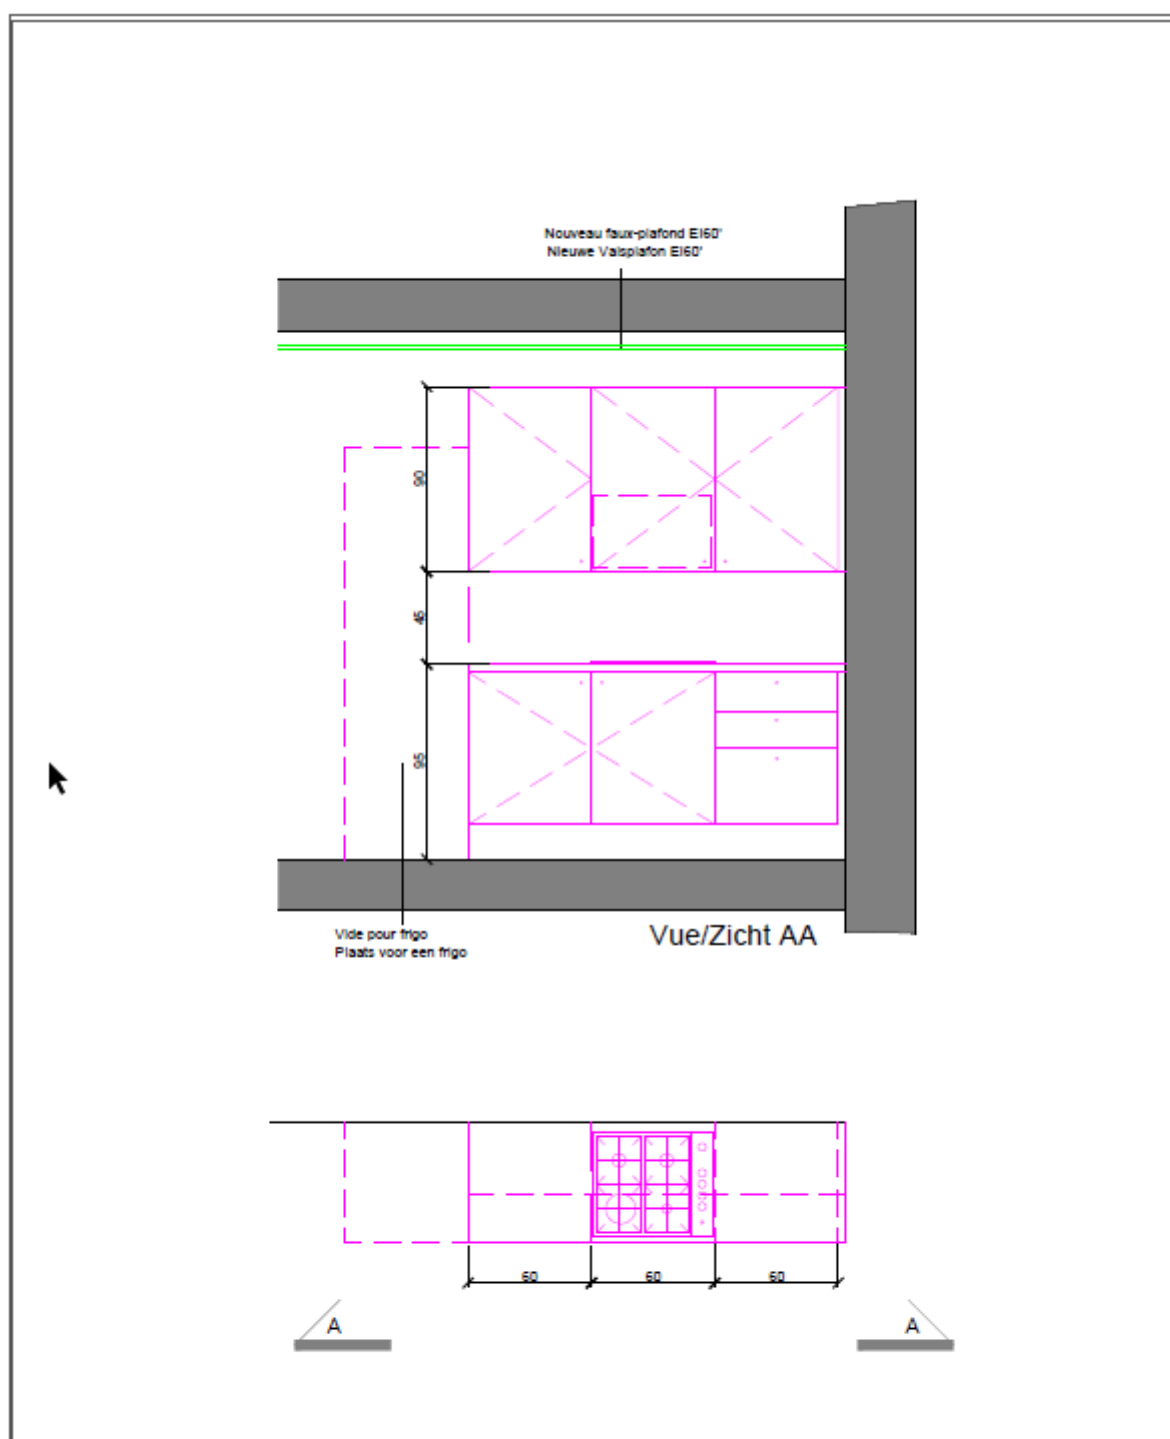 Nouveau faux-plafond EI60'
Nieuwe Valsplafon EI60'
90
45
95
Vide pour frigo
Plaats voor een frigo
Vue/Zicht AA
60 60 60
A A